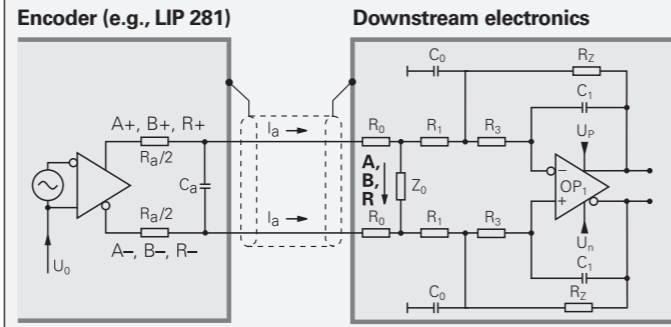 Encoder (e.g., LIP 281)
Downstream electronics
A+, B+, R+
Ra/2
Ca
Ra/2
A–, B–, R–
U0
Ia
Ia
C0
RZ
C1
R0
R1
R3
UP
A,
B,
R
Z0
OP1
–
+
R0
R1
R3
Un
C1
C0
RZ